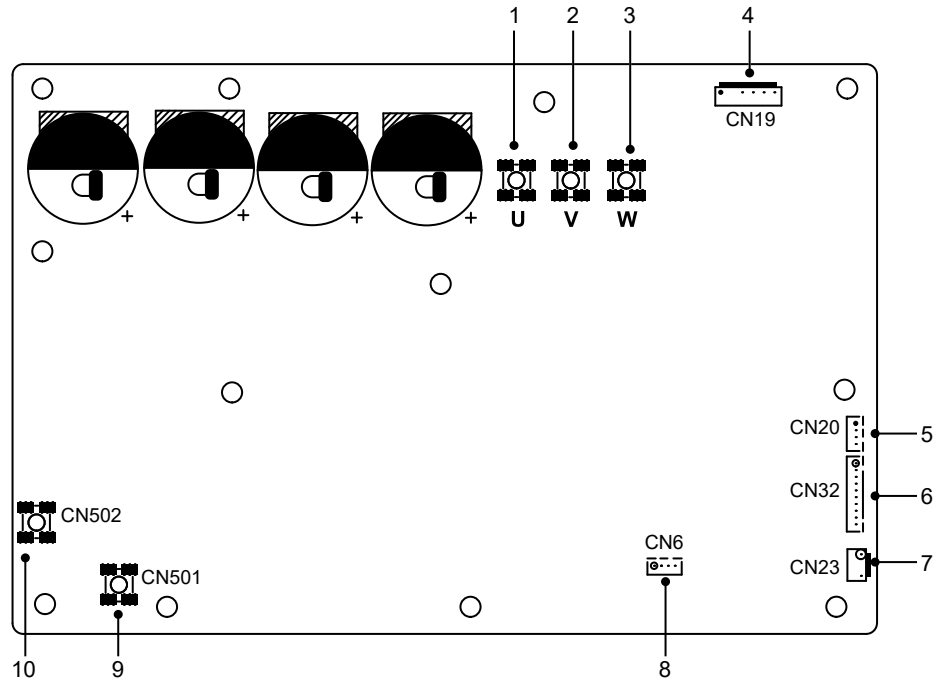 1 2 3 4
CN19
+ + + +
U V W
CN20 5
CN32 6
CN502
CN6
CN501 CN23 7
10 9 8